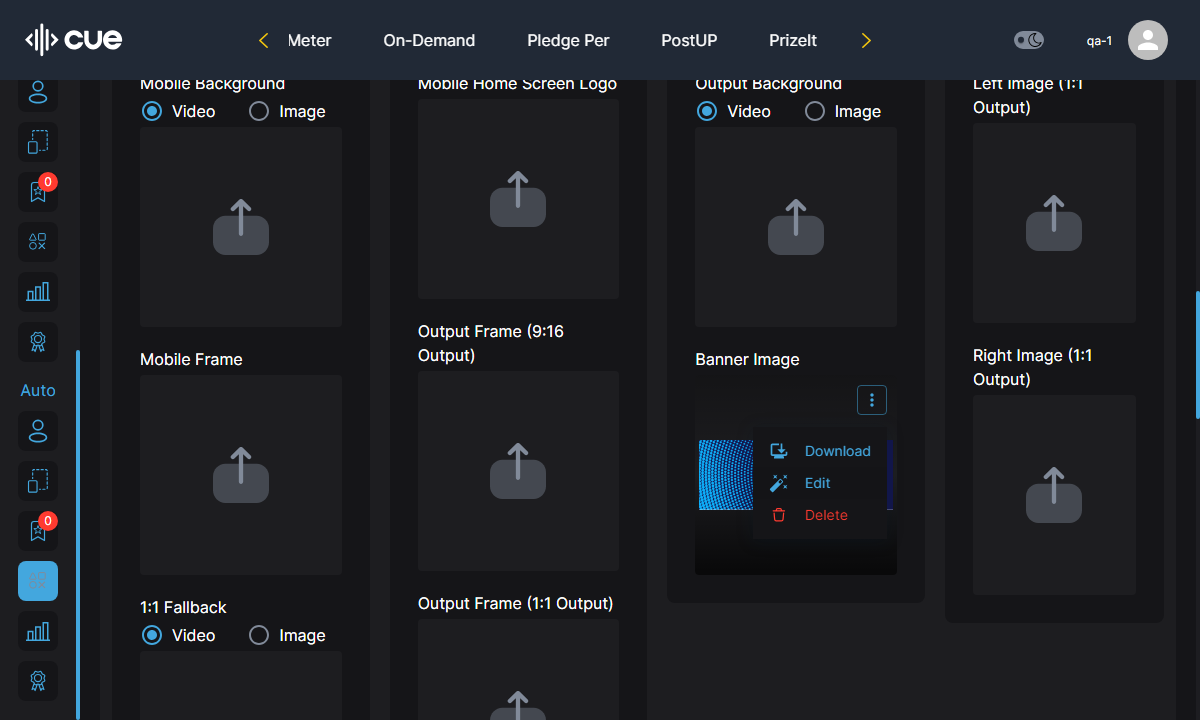 cue
Meter
On-Demand
Pledge Per
PostUP
PrizeIt
qa-1
0
Auto
0
Mobile Background
Video
Image
Mobile Frame
1:1 Fallback
Video
Image
Mobile Home Screen Logo
Output Frame (9:16
Output)
Output Frame (1:1 Output)
Output Background
Video
Image
Banner Image
Download
Edit
Delete
Left Image (1:1
Output)
Right Image (1:1
Output)